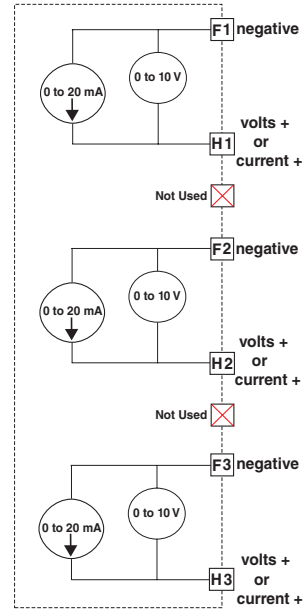 F1 negative
0 to 20 mA
0 to 10 V
volts +
H1 or
current +
Not Used
F2 negative
0 to 20 mA
0 to 10 V
H2 volts +
or
current +
Not Used
F3 negative
0 to 20 mA
0 to 10 V
H3 volts +
or
current +